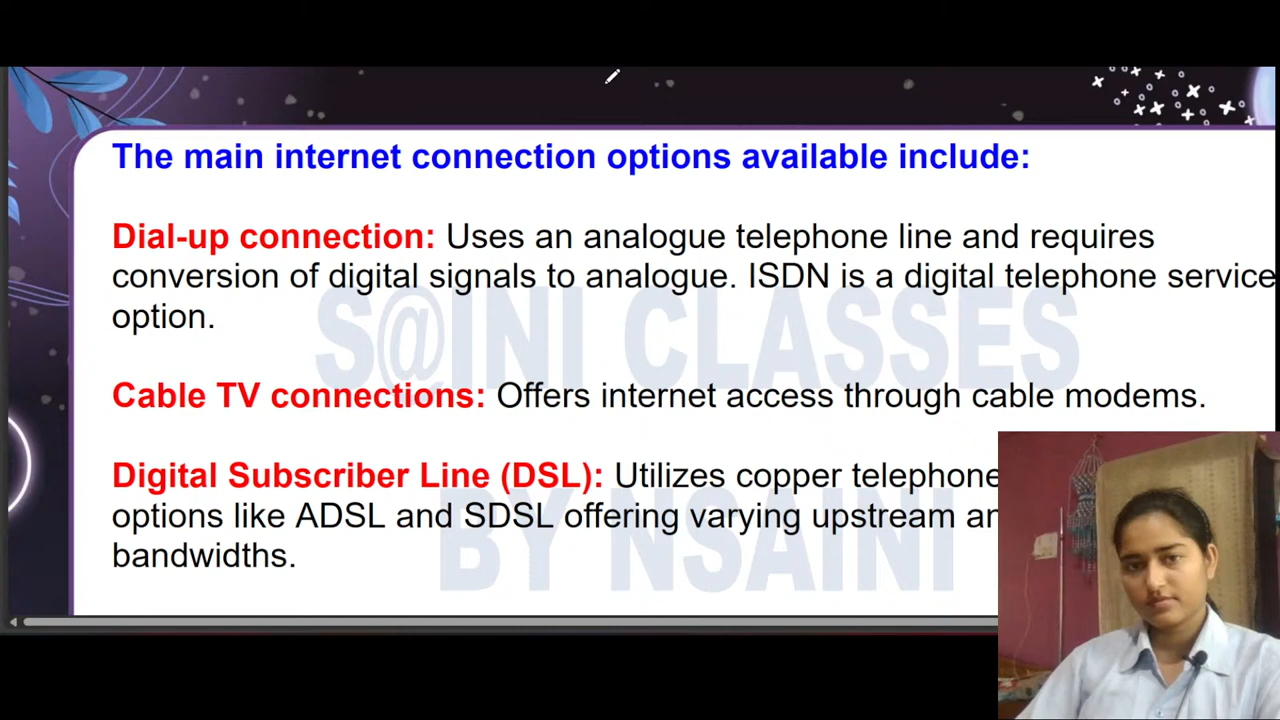 The main internet connection options available include:
Dial-up connection: Uses an analogue telephone line and requires
conversion of digital signals to analogue. ISDN is a digital telephone service
option.
Cable TV connections: Offers internet access through cable modems.
Digital Subscriber Line (DSL): Utilizes copper telephone
options like ADSL and SDSL offering varying upstream
bandwidths.
S@INI CLASSES
BY NSAINI